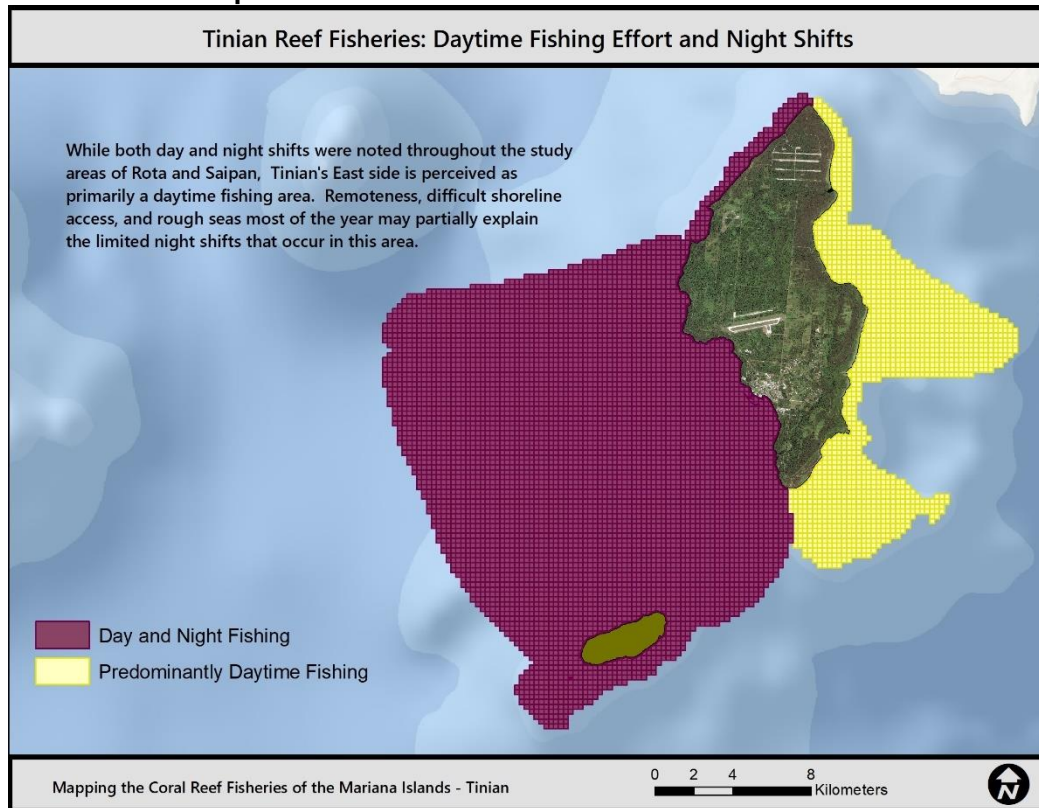 Tinian Reef Fisheries: Daytime Fishing Effort and Night Shifts
While both day and night shifts were noted throughout the study
areas of Rota and Saipan, Tinian's East side is perceived as
primarily a daytime fishing area. Remoteness, difficult shoreline
access, and rough seas most of the year may partially explain
the limited night shifts that occur in this area.
Day and Night Fishing
Predominantly Daytime Fishing
Mapping the Coral Reef Fisheries of the Mariana Islands - Tinian
0 2 4 8
Kilometers
N